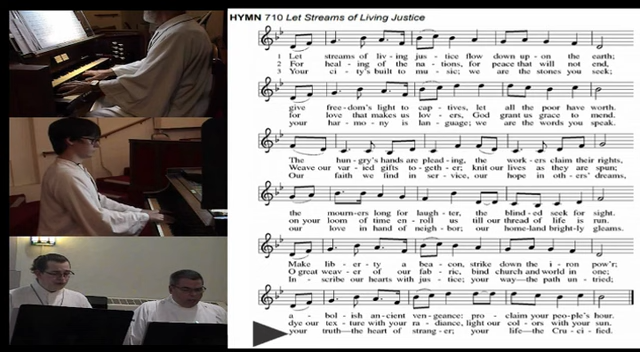 HYMN 710 Let Streams of Living Justice
1 Let streams of liv - ing jus - tice flow down up - on the earth;
2 For heal - ing of the na - tions, for peace that will not end,
3 Your ci - ty's built to mu - sic; we are the stones you seek;
give free - dom's light to cap - tives, let all the poor have worth.
for love that makes us lov - ers, God grant us grace to mend.
your har - mo - ny is lan - guage; we are the words you speak.
The hun - gry's hands are plead - ing, the work - ers claim their rights,
Weave our var - ied gifts to - geth - er; knit our lives as they are spun;
Our faith we find in ser - vice, our hope in oth - ers' dreams,
the mourn - ers long for laugh - ter, the blind - ed seek for sight.
on your loom of time en - roll us till our thread of life is run.
our love in hand of neigh - bor; our home - land bright - ly gleams.
Make lib - er - ty a bea - con, strike down the i - ron pow'r;
O great weav - er of our fab - ric, bind church and world in one;
In - scribe our hearts with jus - tice; your way—the path un - tried;
a - bol - ish an - cient ven - geance: pro - claim your peo - ple's hour.
dye our tex - ture with your ra - diance, light our col - ors with your sun.
your truth—the heart of strang - er; your life—the Cru - ci - fied.